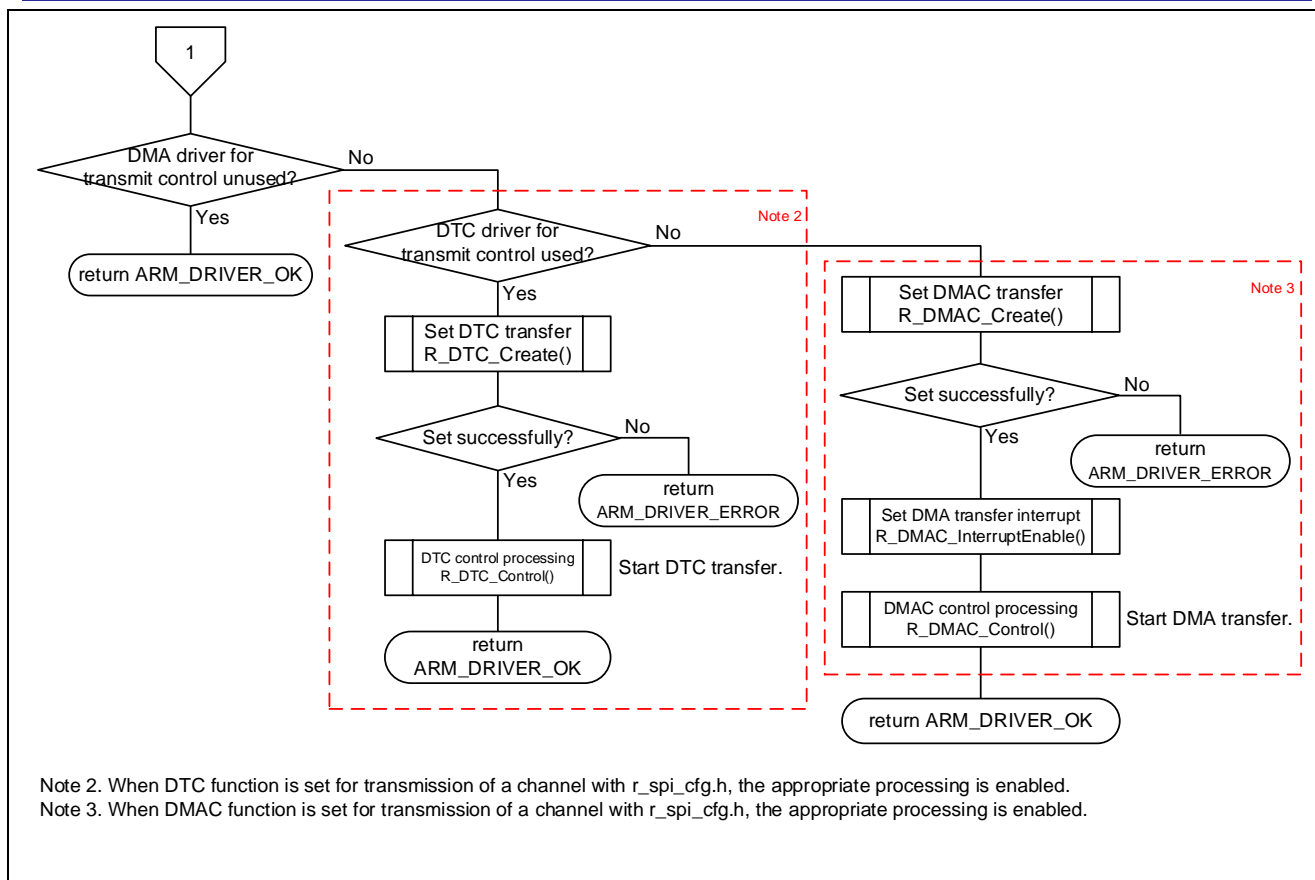 1
DMA driver for
transmit control unused?
No
Yes
return ARM_DRIVER_OK
Note 2
DTC driver for
transmit control used?
No
Yes
Set DTC transfer
R_DTC_Create()
Set successfully?
No
Yes
return
ARM_DRIVER_ERROR
DTC control processing
R_DTC_Control()
Start DTC transfer.
return
ARM_DRIVER_OK
Note 3
Set DMAC transfer
R_DMAC_Create()
Set successfully?
No
Yes
return
ARM_DRIVER_ERROR
Set DMA transfer interrupt
R_DMAC_InterruptEnable()
DMAC control processing
R_DMAC_Control()
Start DMA transfer.
return ARM_DRIVER_OK
Note 2. When DTC function is set for transmission of a channel with r_spi_cfg.h, the appropriate processing is enabled.
Note 3. When DMAC function is set for transmission of a channel with r_spi_cfg.h, the appropriate processing is enabled.